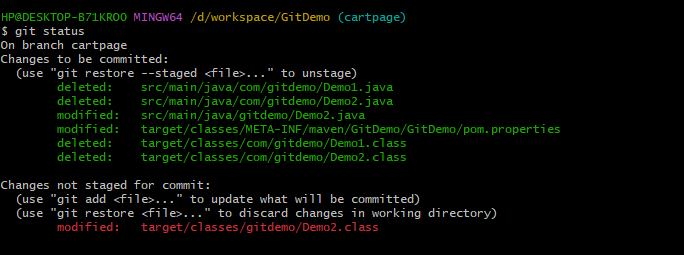 HP@DESKTOP-B71KROO MINGW64 /d/workspace/GitDemo (cartpage)
$ git status
On branch cartpage
Changes to be committed:
  (use "git restore --staged <file>..." to unstage)
        deleted:    src/main/java/com/gitdemo/Demo1.java
        deleted:    src/main/java/com/gitdemo/Demo2.java
        modified:   src/main/java/gitdemo/Demo2.java
        modified:   target/classes/META-INF/maven/GitDemo/GitDemo/pom.properties
        deleted:    target/classes/com/gitdemo/Demo1.class
        deleted:    target/classes/com/gitdemo/Demo2.class

Changes not staged for commit:
  (use "git add <file>..." to update what will be committed)
  (use "git restore <file>..." to discard changes in working directory)
        modified:   target/classes/gitdemo/Demo2.class